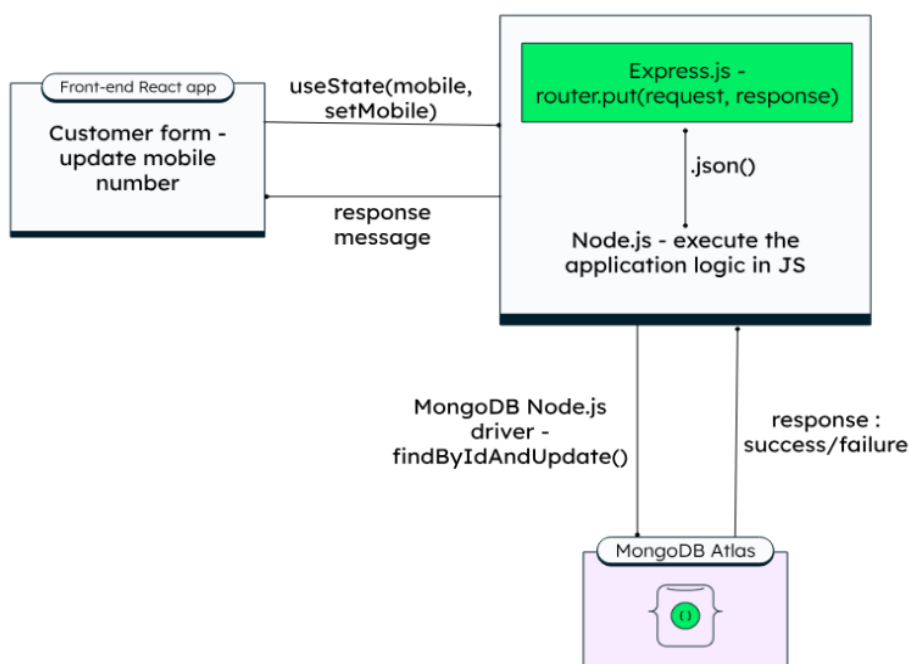 Front-end React app
Customer form -
update mobile
number
useState(mobile,
setMobile)
response
message
Express.js -
router.put(request, response)
.json()
Node.js - execute the
application logic in JS
MongoDB Node.js
driver -
findByIdAndUpdate()
response :
success/failure
MongoDB Atlas
{ }